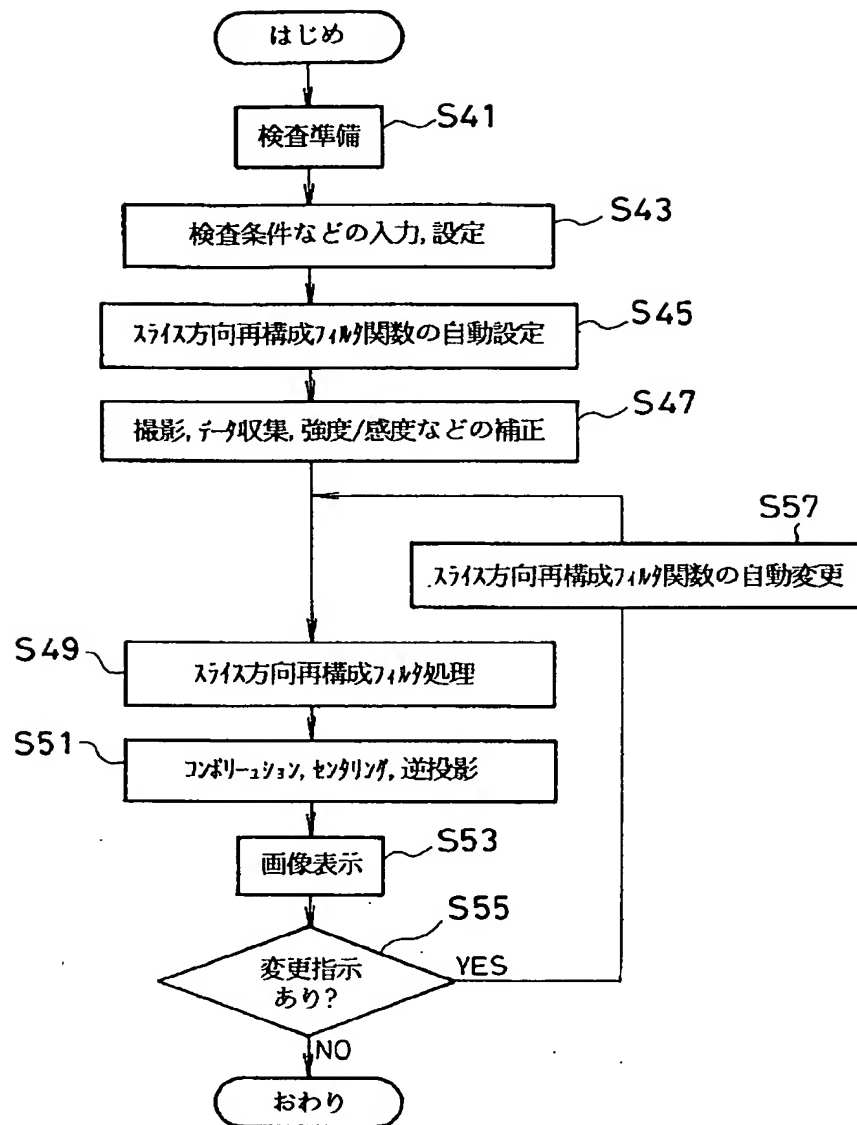 はじめ
S41
検査準備
S43
検査条件などの入力,設定
S45
スライス方向再構成フィルタ関数の自動設定
S47
撮影,データ収集,強度/感度などの補正
S57
スライス方向再構成フィルタ関数の自動変更
S49
スライス方向再構成フィルタ処理
S51
コンボリューション,センタリング,逆投影
S53
画像表示
S55
変更指示
あり?
YES
NO
おわり